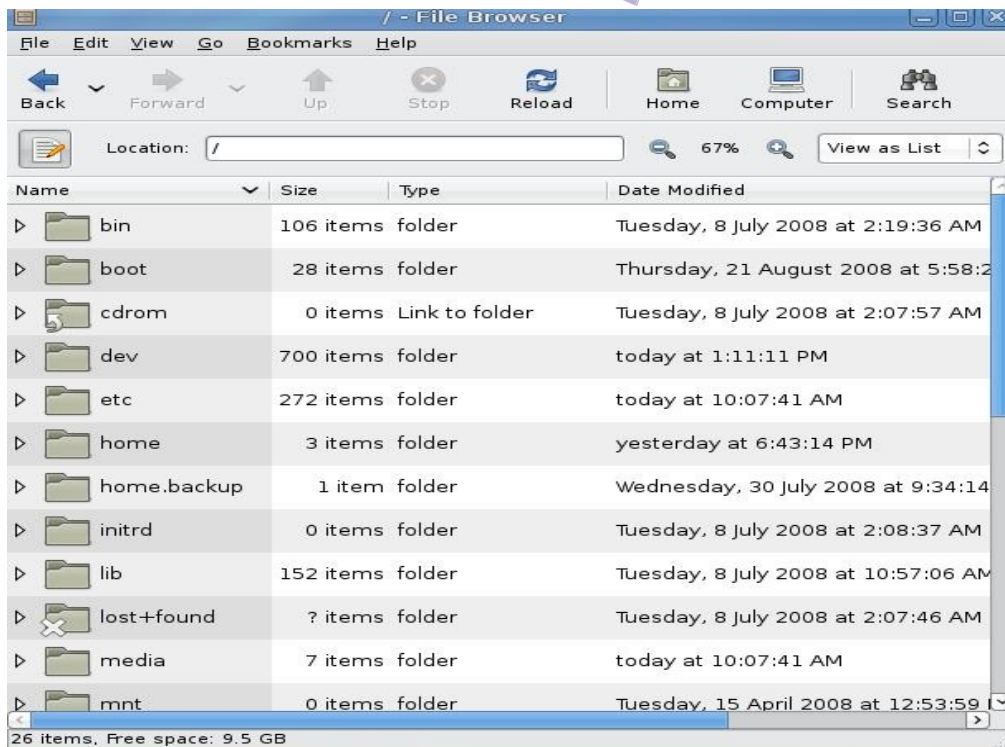 / - File Browser
File Edit View Go Bookmarks Help
Back Forward Up Stop Reload Home Computer Search
Location: / 67% View as List
Name Size Type Date Modified
bin 106 items folder Tuesday, 8 July 2008 at 2:19:36 AM
boot 28 items folder Thursday, 21 August 2008 at 5:58:2
cdrom 0 items Link to folder Tuesday, 8 July 2008 at 2:07:57 AM
dev 700 items folder today at 1:11:11 PM
etc 272 items folder today at 10:07:41 AM
home 3 items folder yesterday at 6:43:14 PM
home.backup 1 item folder Wednesday, 30 July 2008 at 9:34:14
initrd 0 items folder Tuesday, 8 July 2008 at 2:08:37 AM
lib 152 items folder Tuesday, 8 July 2008 at 10:57:06 AM
lost+found ? items folder Tuesday, 8 July 2008 at 2:07:46 AM
media 7 items folder today at 10:07:41 AM
mnt 0 items folder Tuesday, 15 April 2008 at 12:53:59
26 items, Free space: 9.5 GB